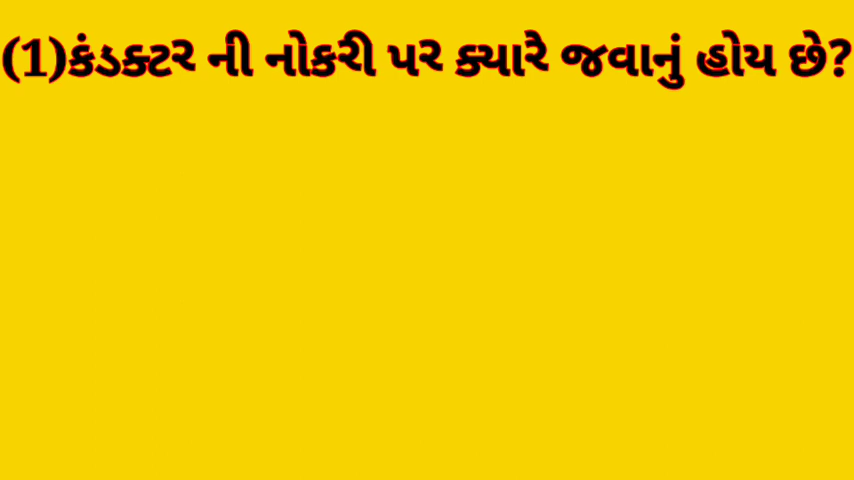 (1)કંડક્ટર ની નોકરી પર ક્યારે જવાનું હોય છે?